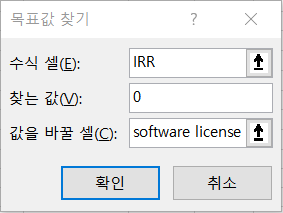 목표값 찾기 ? ×
수식 셀(E): IRR
찾는 값(V): 0
값을 바꿀 셀(C): software license
확인 취소